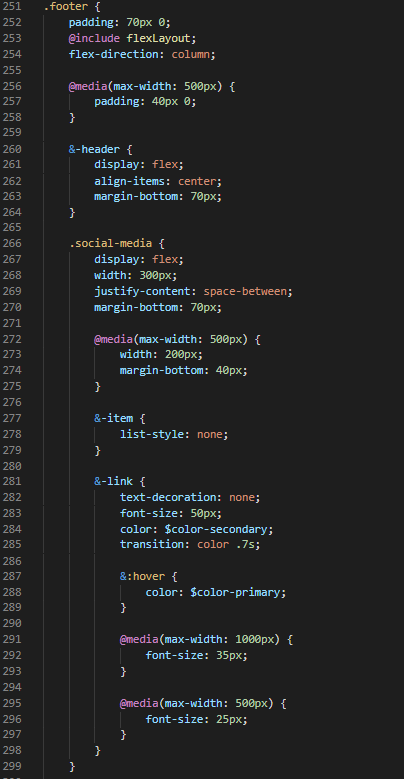 251 .footer {
252     padding: 70px 0;
253     @include flexLayout;
254     flex-direction: column;
255
256     @media(max-width: 500px) {
257         padding: 40px 0;
258     }
259
260     &-header {
261         display: flex;
262         align-items: center;
263         margin-bottom: 70px;
264     }
265
266     .social-media {
267         display: flex;
268         width: 300px;
269         justify-content: space-between;
270         margin-bottom: 70px;
271
272         @media(max-width: 500px) {
273             width: 200px;
274             margin-bottom: 40px;
275         }
276
277         &-item {
278             list-style: none;
279         }
280
281         &-link {
282             text-decoration: none;
283             font-size: 50px;
284             color: $color-secondary;
285             transition: color .7s;
286
287             &:hover {
288                 color: $color-primary;
289             }
290
291             @media(max-width: 1000px) {
292                 font-size: 35px;
293             }
294
295             @media(max-width: 500px) {
296                 font-size: 25px;
297             }
298         }
299     }